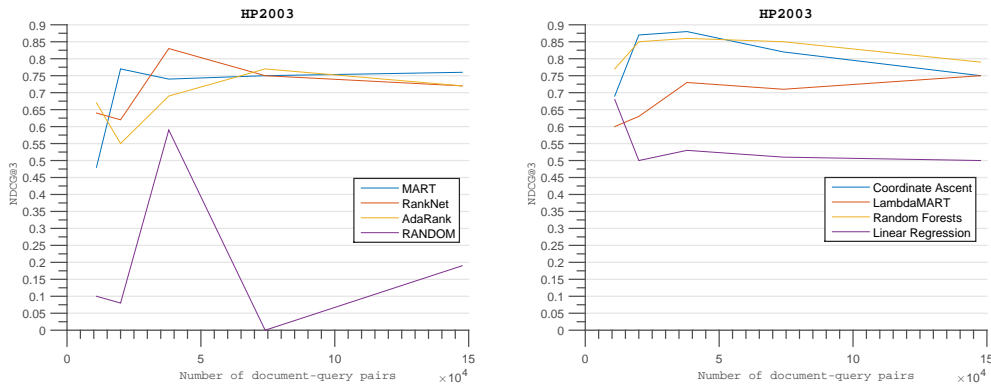 HP2003
0.9
0.85
0.8
0.75
0.7
0.65
0.6
0.55
0.5
0.45
0.4
0.35
0.3
0.25
0.2
0.15
0.1
0.05
0
NDCG@3
MART
RankNet
AdaRank
RANDOM
0 5 10 15
Number of document-query pairs
×10⁴
HP2003
0.9
0.85
0.8
0.75
0.7
0.65
0.6
0.55
0.5
0.45
0.4
0.35
0.3
0.25
0.2
0.15
0.1
0.05
0
NDCG@3
Coordinate Ascent
LambdaMART
Random Forests
Linear Regression
0 5 10 15
Number of document-query pairs
×10⁴